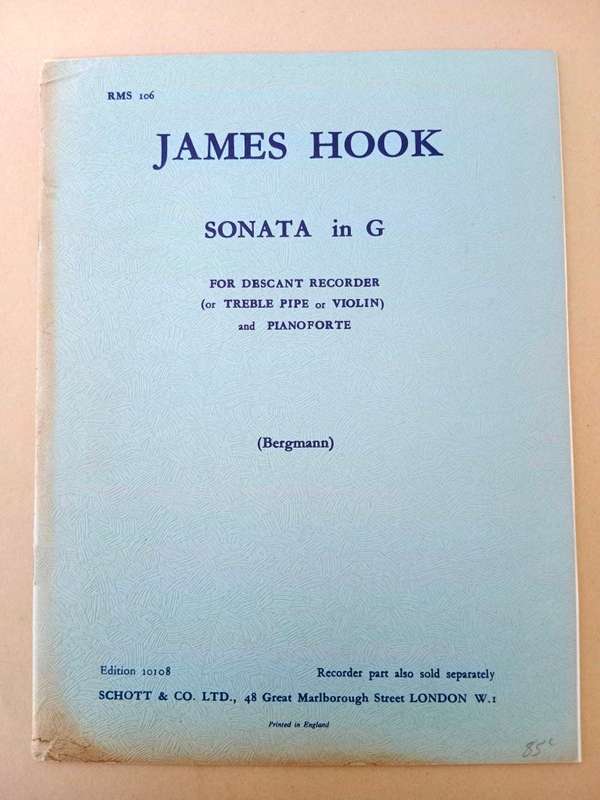 RMS 106
JAMES HOOK
SONATA in G
FOR DESCANT RECORDER
(or TREBLE PIPE or VIOLIN)
and PIANOFORTE
(Bergmann)
Edition 10108
Recorder part also sold separately
SCHOTT & CO. LTD., 48 Great Marlborough Street LONDON W.1
Printed in England
85c